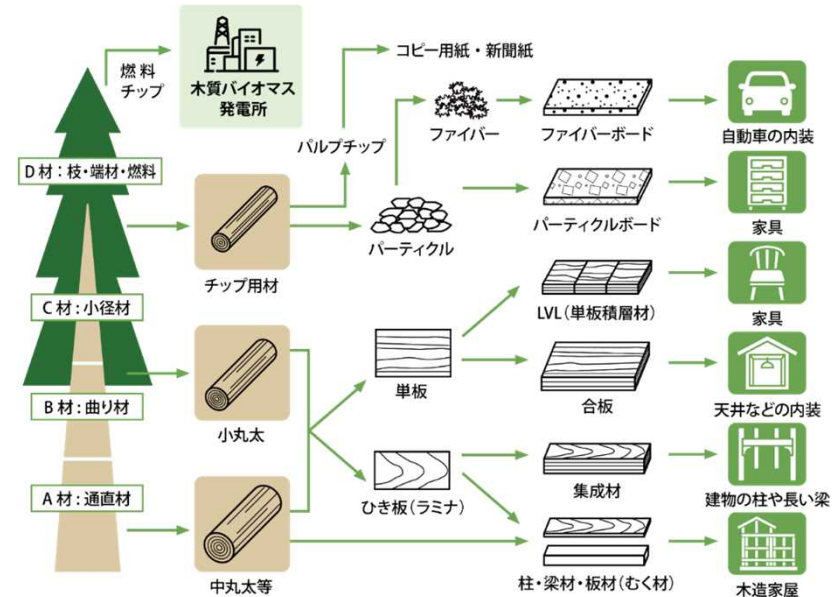 燃料
チップ
木質バイオマス
発電所
コピー用紙・新聞紙
パルプチップ
ファイバー
ファイバーボード
自動車の内装
D材：枝・端材・燃料
チップ用材
パーティクル
パーティクルボード
家具
C材：小径材
LVL（単板積層材）
家具
B材：曲り材
小丸太
単板
合板
天井などの内装
A材：通直材
ひき板（ラミナ）
集成材
建物の柱や長い梁
中丸太等
柱・梁材・板材（むく材）
木造家屋